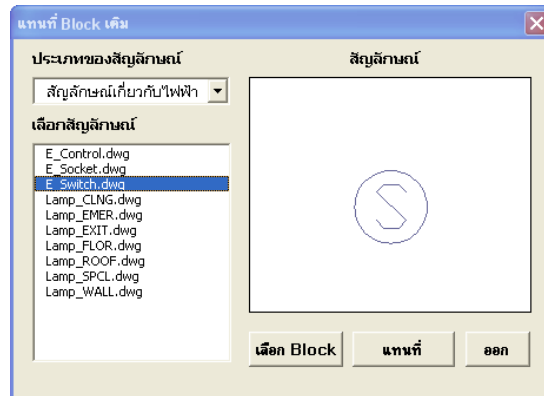 แทนที่ Block เดิม
ประเภทของสัญลักษณ์
สัญลักษณ์เกี่ยวกับไฟฟ้า
เลือกสัญลักษณ์
E_Control.dwg
E_Socket.dwg
E_Switch.dwg
Lamp_CLNG.dwg
Lamp_EMER.dwg
Lamp_EXIT.dwg
Lamp_FLOR.dwg
Lamp_ROOF.dwg
Lamp_SPCL.dwg
Lamp_WALL.dwg
สัญลักษณ์
S
เลือก Block
แทนที่
ออก